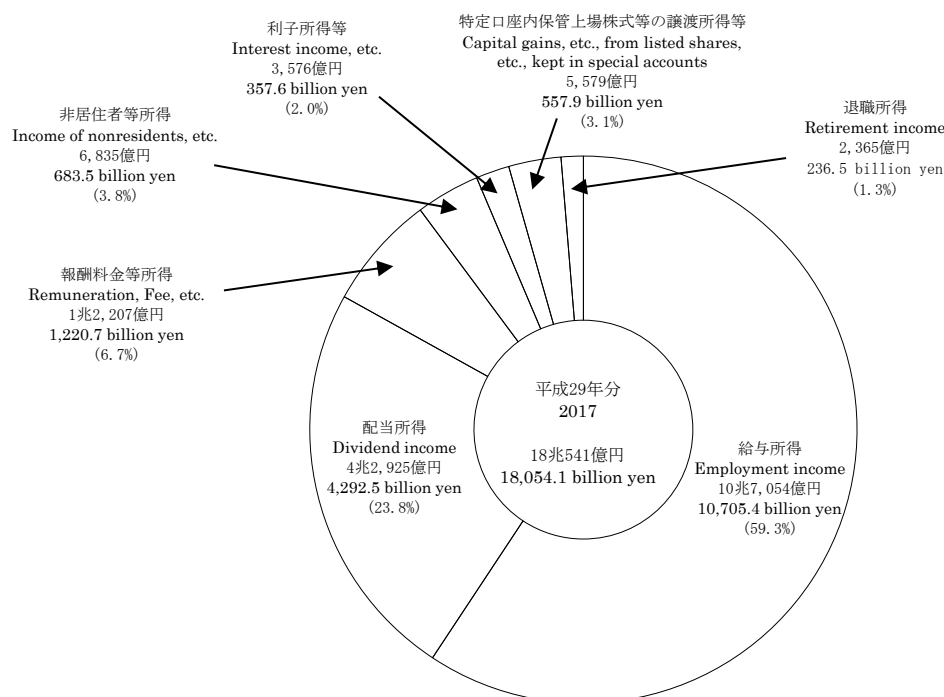 特定口座内保管上場株式等の譲渡所得等
Capital gains, etc., from listed shares,
etc., kept in special accounts
5,579億円
557.9 billion yen
(3.1%)
利子所得等
Interest income, etc.
3,576億円
357.6 billion yen
(2.0%)
退職所得
Retirement income
2,365億円
236.5 billion yen
(1.3%)
非居住者等所得
Income of nonresidents, etc.
6,835億円
683.5 billion yen
(3.8%)
報酬料金等所得
Remuneration, Fee, etc.
1兆2,207億円
1,220.7 billion yen
(6.7%)
平成29年分
2017
18兆541億円
18,054.1 billion yen
配当所得
Dividend income
4兆2,925億円
4,292.5 billion yen
(23.8%)
給与所得
Employment income
10兆7,054億円
10,705.4 billion yen
(59.3%)